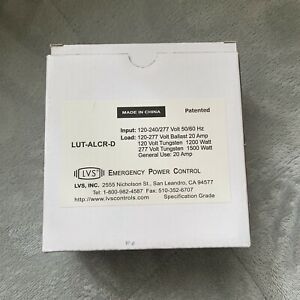 MADE IN CHINA
Patented
LUT-ALCR-D
Input: 120-240/277 Volt 50/60 Hz
Load: 120-277 Volt Ballast 20 Amp
120 Volt Tungsten 1200 Watt
277 Volt Tungsten 1500 Watt
General Use: 20 Amp
LVS EMERGENCY POWER CONTROL
LVS, INC. 2555 Nicholson St., San Leandro, CA 94577
Tel: 1-800-982-4587 Fax: 510-352-6707
http://www.lvscontrols.com Specification Grade